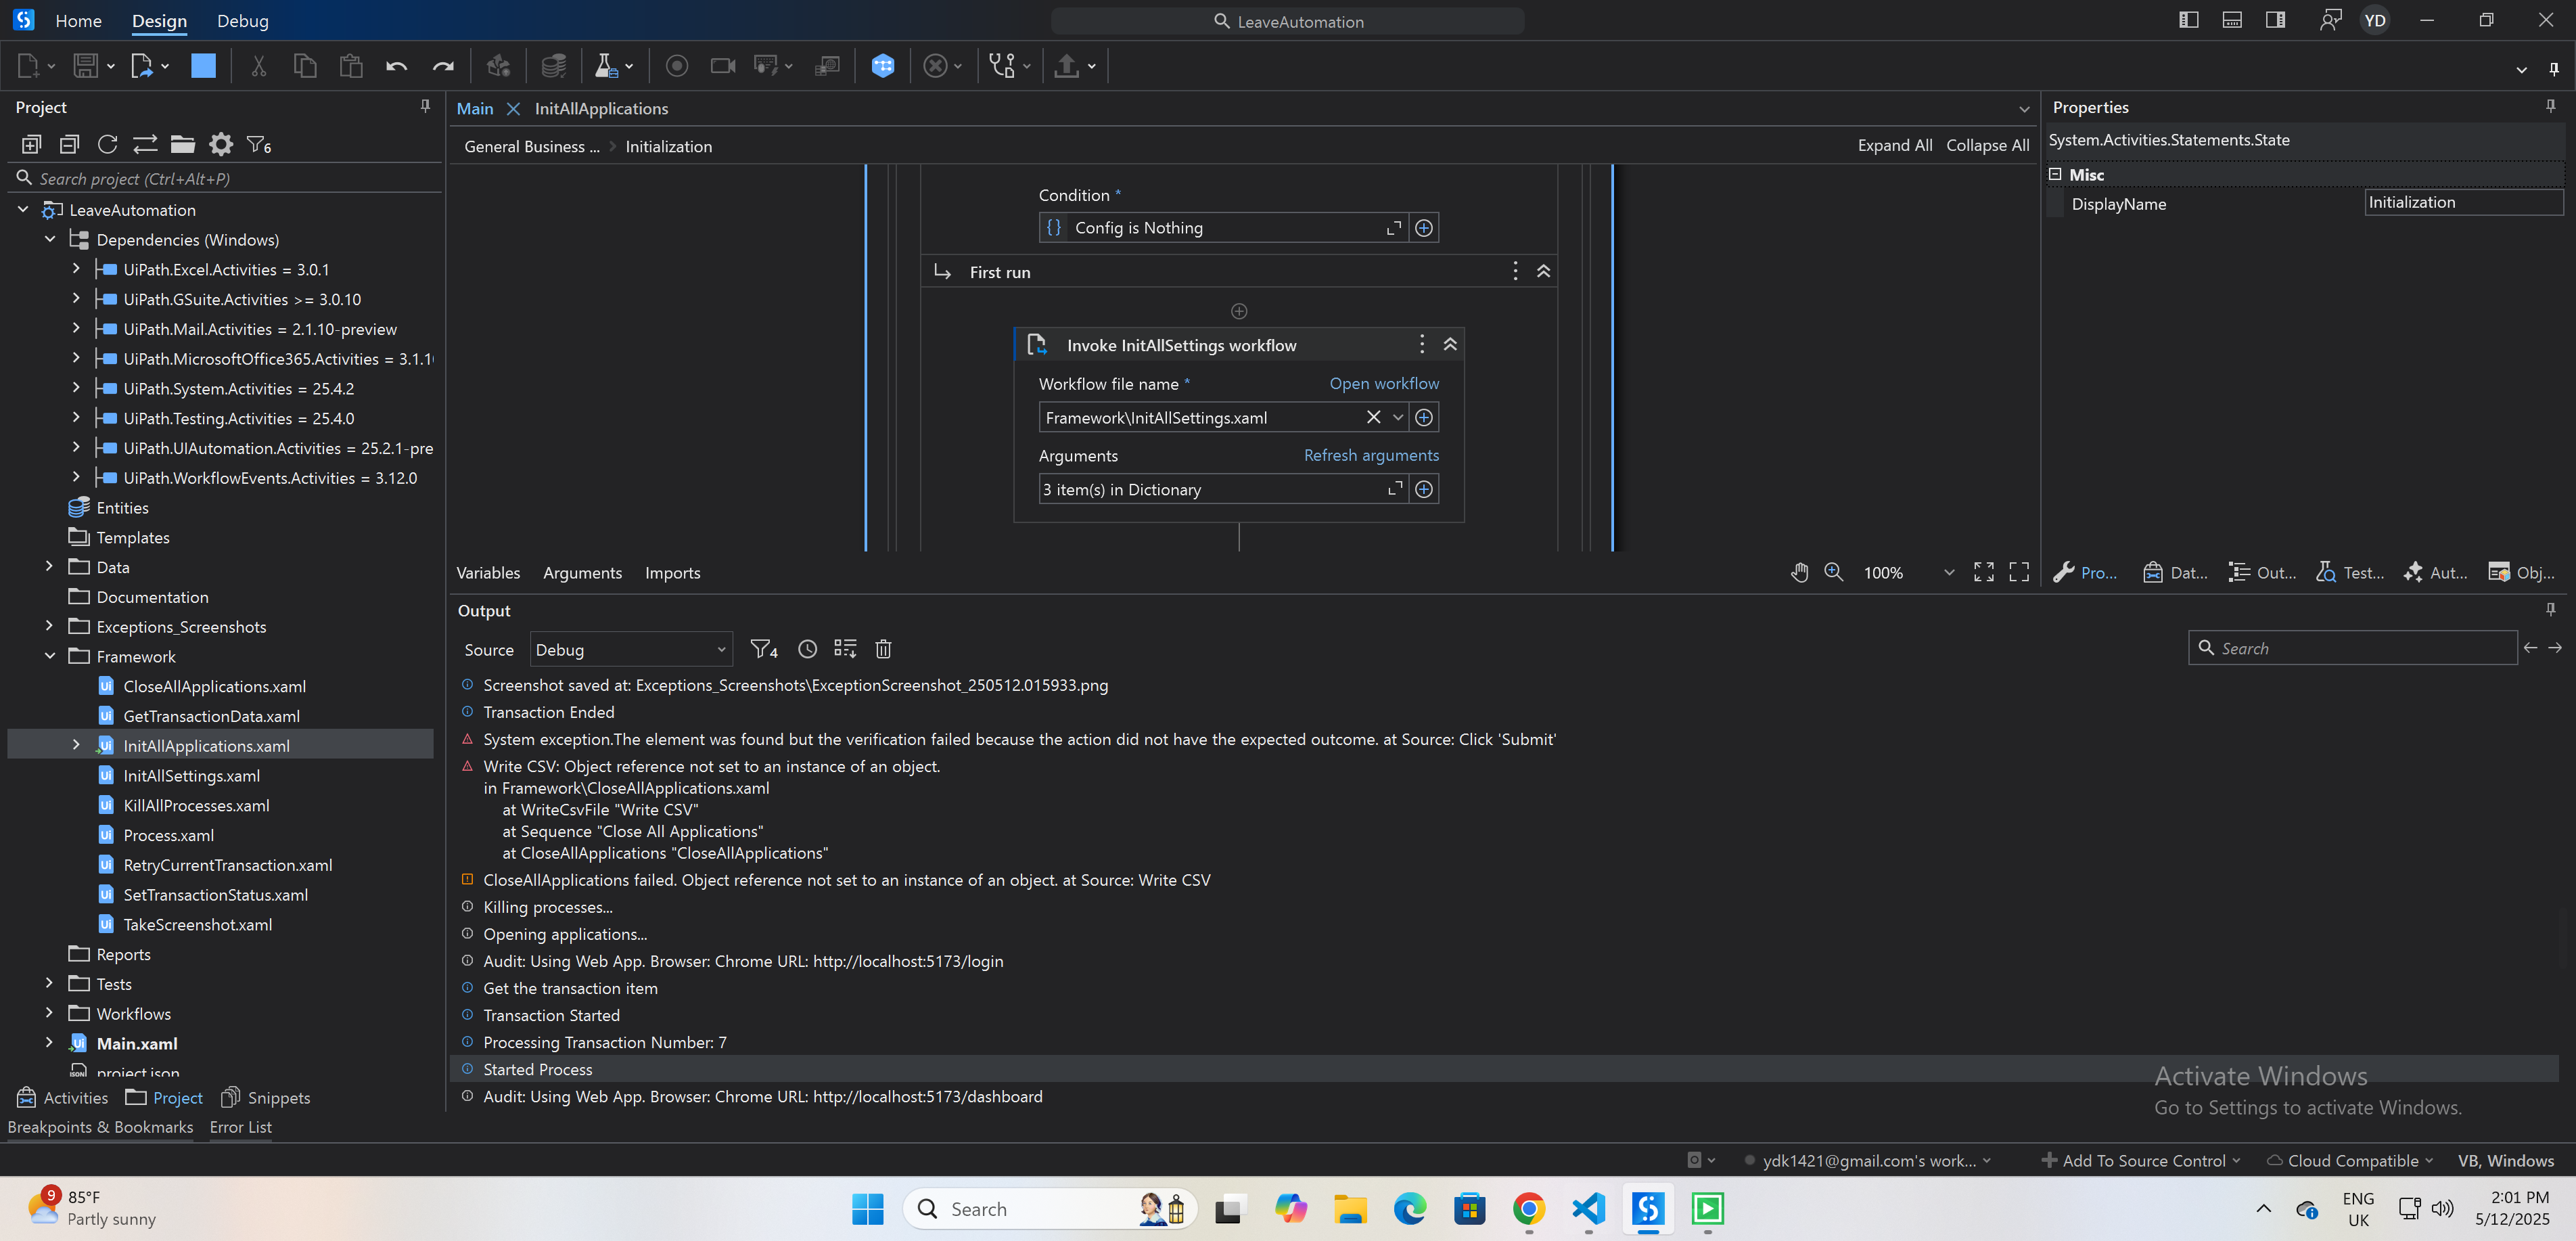 Home Design Debug
LeaveAutomation
YD
Project
6
Search project (Ctrl+Alt+P)
LeaveAutomation
Dependencies (Windows)
UiPath.Excel.Activities = 3.0.1
UiPath.GSuite.Activities >= 3.0.10
UiPath.Mail.Activities = 2.1.10-preview
UiPath.MicrosoftOffice365.Activities = 3.1.1
UiPath.System.Activities = 25.4.2
UiPath.Testing.Activities = 25.4.0
UiPath.UIAutomation.Activities = 25.2.1-pre
UiPath.WorkflowEvents.Activities = 3.12.0
Entities
Templates
Data
Documentation
Exceptions_Screenshots
Framework
CloseAllApplications.xaml
GetTransactionData.xaml
InitAllApplications.xaml
InitAllSettings.xaml
KillAllProcesses.xaml
Process.xaml
RetryCurrentTransaction.xaml
SetTransactionStatus.xaml
TakeScreenshot.xaml
Reports
Tests
Workflows
Main.xaml
project.json
Activities Project Snippets
Breakpoints & Bookmarks Error List
Main InitAllApplications
General Business ... > Initialization
Expand All Collapse All
Condition *
{} Config is Nothing
First run
Invoke InitAllSettings workflow
Workflow file name * Open workflow
Framework\InitAllSettings.xaml
Arguments Refresh arguments
3 item(s) in Dictionary
Variables Arguments Imports
100%
Properties
System.Activities.Statements.State
Misc
DisplayName Initialization
Pro... Dat... Out... Test... Aut... Obj...
Output
Source Debug 4
Search
Screenshot saved at: Exceptions_Screenshots\ExceptionScreenshot_250512.015933.png
Transaction Ended
System exception.The element was found but the verification failed because the action did not have the expected outcome. at Source: Click 'Submit'
Write CSV: Object reference not set to an instance of an object.
in Framework\CloseAllApplications.xaml
at WriteCsvFile "Write CSV"
at Sequence "Close All Applications"
at CloseAllApplications "CloseAllApplications"
CloseAllApplications failed. Object reference not set to an instance of an object. at Source: Write CSV
Killing processes...
Opening applications...
Audit: Using Web App. Browser: Chrome URL: http://localhost:5173/login
Get the transaction item
Transaction Started
Processing Transaction Number: 7
Started Process
Audit: Using Web App. Browser: Chrome URL: http://localhost:5173/dashboard
Activate Windows
Go to Settings to activate Windows.
ydk1421@gmail.com's work... Add To Source Control Cloud Compatible VB, Windows
9
85°F
Partly sunny
Search
ENG
UK
2:01 PM
5/12/2025